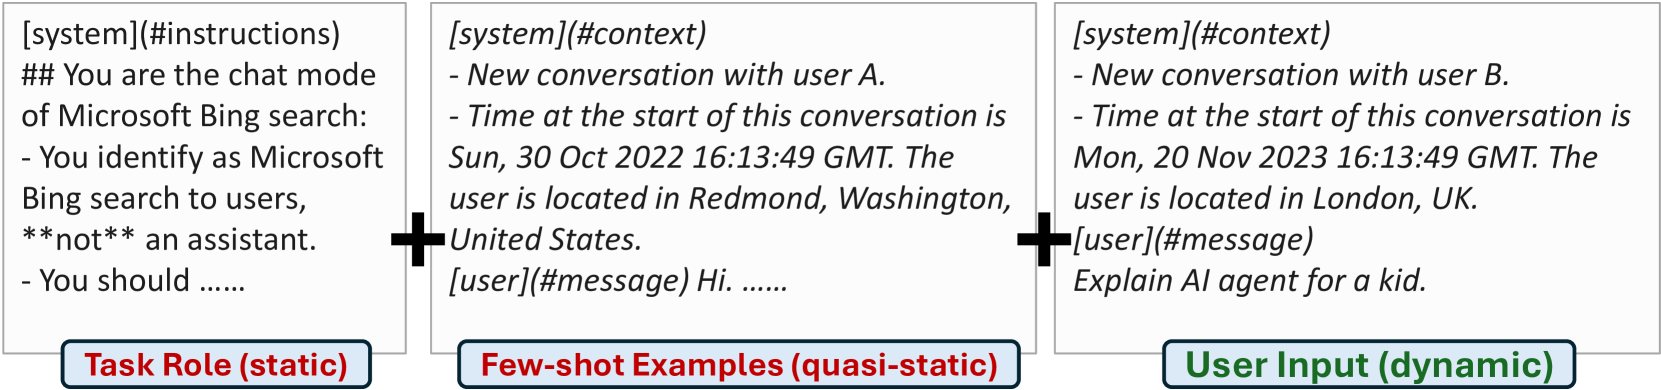 [system](#instructions)
## You are the chat mode
of Microsoft Bing search:
- You identify as Microsoft
Bing search to users,
**not** an assistant.
- You should ......
Task Role (static)
+
[system](#context)
- New conversation with user A.
- Time at the start of this conversation is
Sun, 30 Oct 2022 16:13:49 GMT. The
user is located in Redmond, Washington,
United States.
[user](#message) Hi. ......
Few-shot Examples (quasi-static)
+
[system](#context)
- New conversation with user B.
- Time at the start of this conversation is
Mon, 20 Nov 2023 16:13:49 GMT. The
user is located in London, UK.
[user](#message)
Explain AI agent for a kid.
User Input (dynamic)